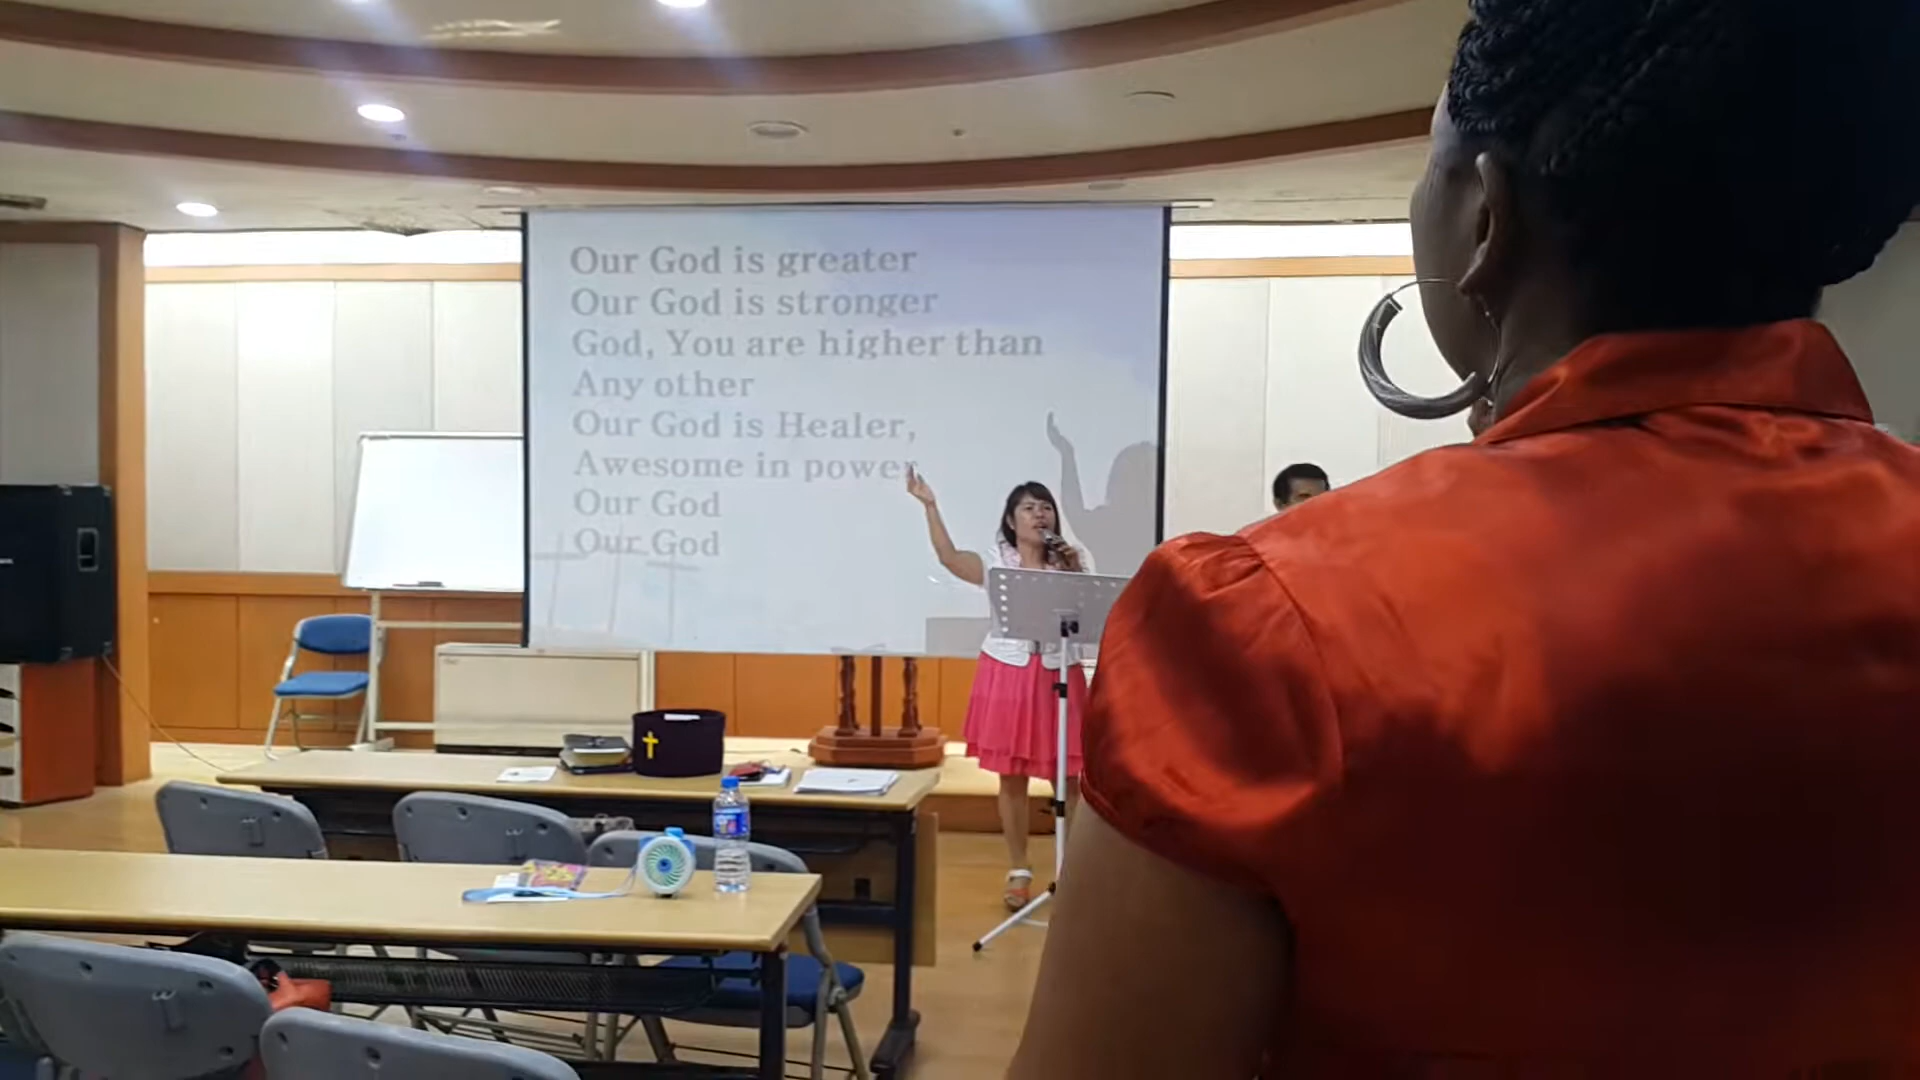 Our God is greater
Our God is stronger
God, You are higher than
Any other
Our God is Healer,
Awesome in power
Our God
Our God